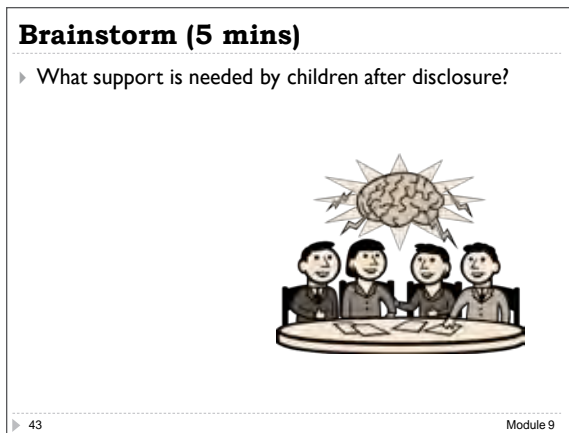 Brainstorm (5 mins)
What support is needed by children after disclosure?
43
Module 9